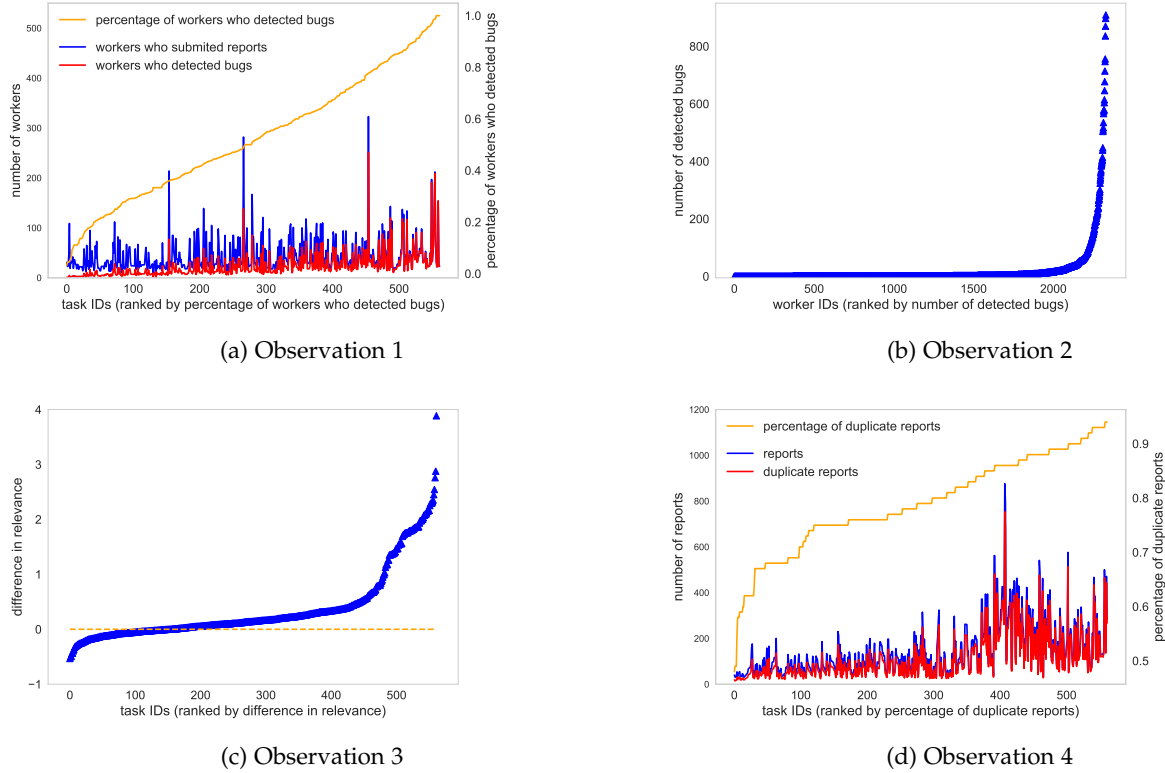 percentage of workers who detected bugs
workers who submited reports
workers who detected bugs
500
400
300
200
100
0
number of workers
1.0
0.8
0.6
0.4
0.2
0.0
percentage of workers who detected bugs
0 100 200 300 400 500
task IDs (ranked by percentage of workers who detected bugs)
(a) Observation 1
800
600
400
200
0
number of detected bugs
0 500 1000 1500 2000
worker IDs (ranked by number of detected bugs)
(b) Observation 2
4
3
2
1
0
−1
difference in relevance
0 100 200 300 400 500
task IDs (ranked by difference in relevance)
(c) Observation 3
percentage of duplicate reports
reports
duplicate reports
1200
1000
800
600
400
200
0
number of reports
0.9
0.8
0.7
0.6
0.5
percentage of duplicate reports
0 100 200 300 400 500
task IDs (ranked by percentage of duplicate reports)
(d) Observation 4